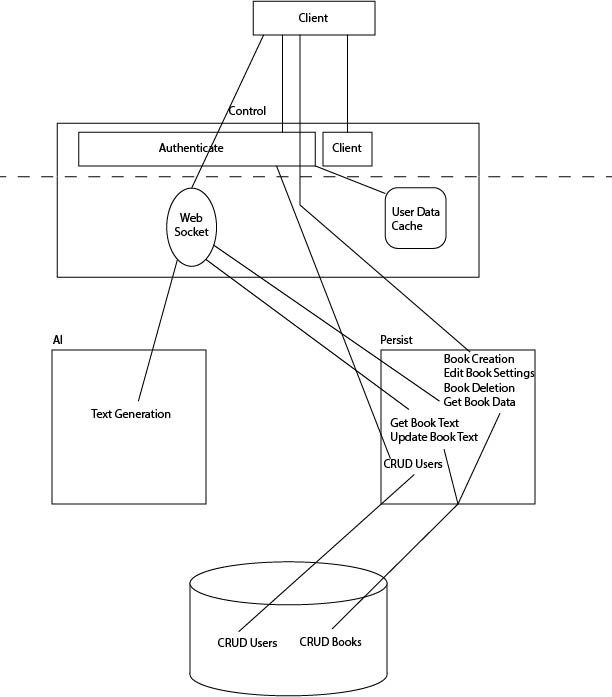 Client
Control
Authenticate
Client
Web
Socket
User Data
Cache
AI
Persist
Book Creation
Edit Book Settings
Book Deletion
Get Book Data
Text Generation
Get Book Text
Update Book Text
CRUD Users
CRUD Users
CRUD Books